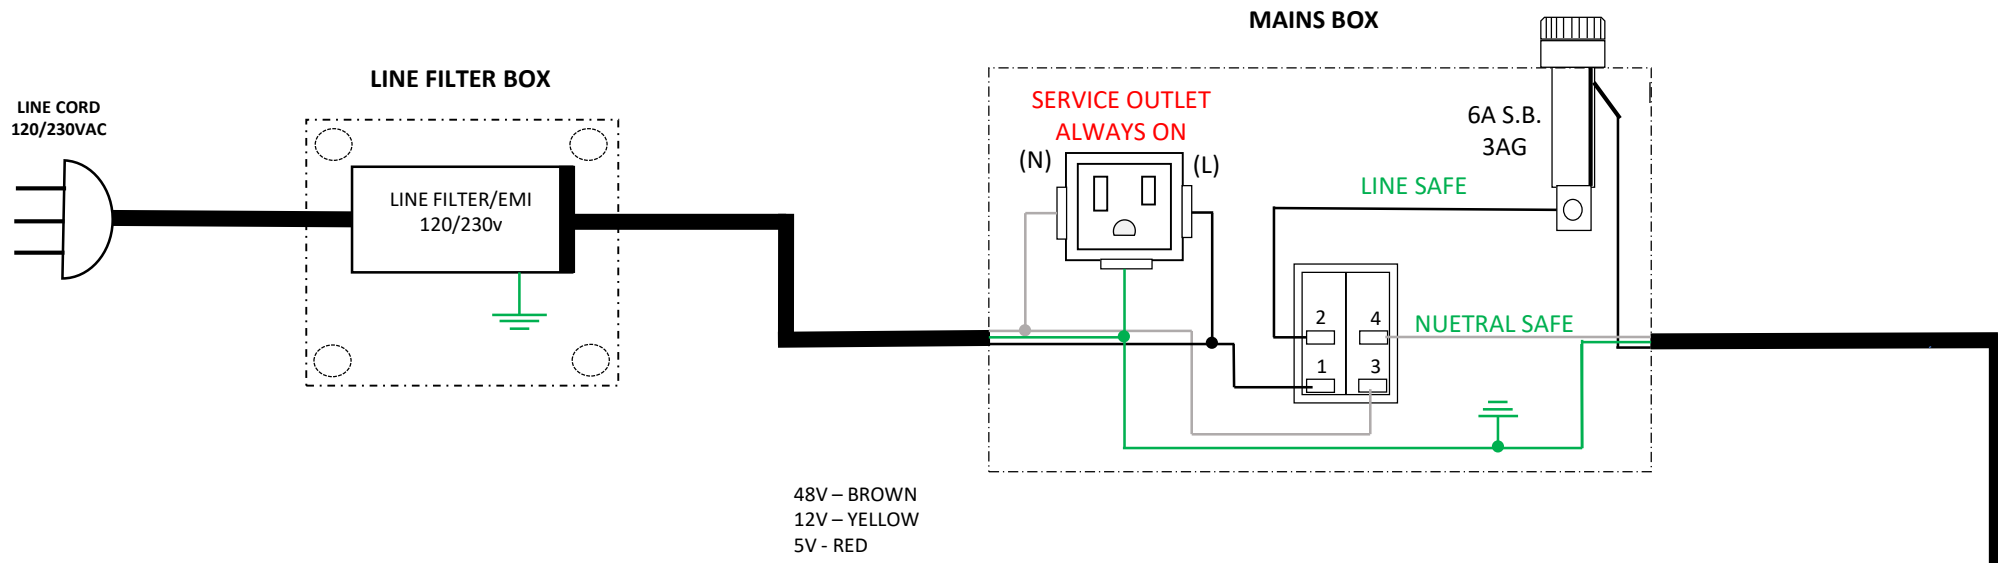 MAINS BOX
LINE FILTER BOX
LINE CORD
120/230VAC
LINE FILTER/EMI
120/230v
SERVICE OUTLET
ALWAYS ON
(N)
(L)
6A S.B.
3AG
LINE SAFE
2
4
NUETRAL SAFE
1
3
48V – BROWN
12V – YELLOW
5V - RED